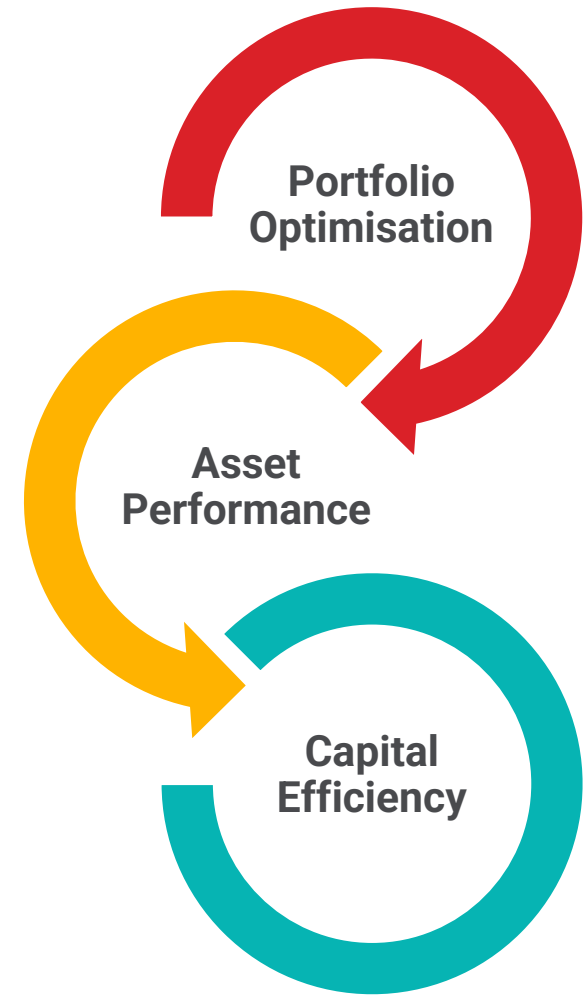 Portfolio
Optimisation
Asset
Performance
Capital
Efficiency